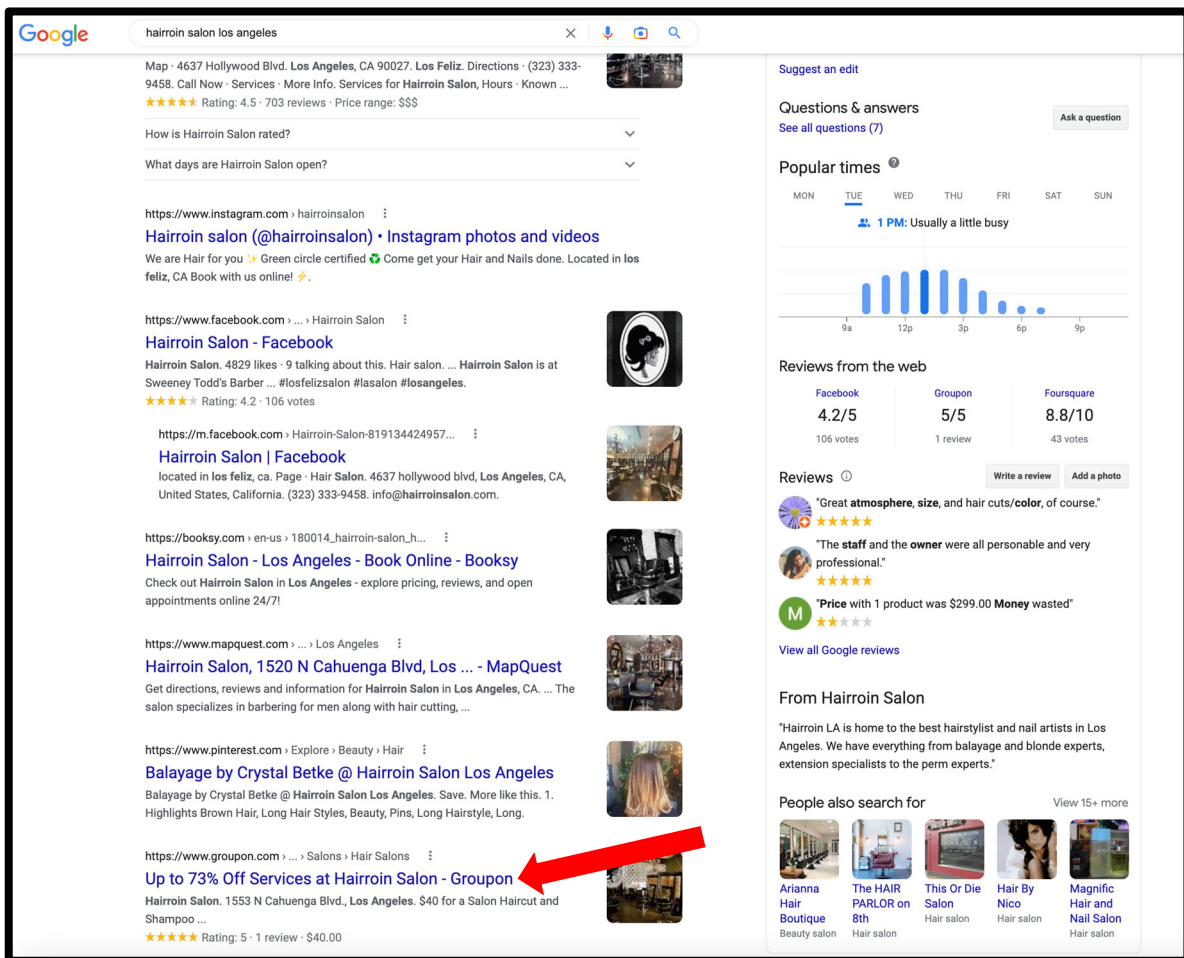 Google
hairroin salon los angeles
Map · 4637 Hollywood Blvd. Los Angeles, CA 90027. Los Feliz. Directions · (323) 333-
9458. Call Now · Services · More Info. Services for Hairroin Salon, Hours · Known ...
Rating: 4.5 · 703 reviews · Price range: $$$
How is Hairroin Salon rated?
What days are Hairroin Salon open?
https://www.instagram.com › hairroinsalon
Hairroin salon (@hairroinsalon) • Instagram photos and videos
We are Hair for you ✨ Green circle certified ♻️ Come get your Hair and Nails done. Located in los
feliz, CA Book with us online! ⚡.
https://www.facebook.com › ... › Hairroin Salon
Hairroin Salon - Facebook
Hairroin Salon. 4829 likes · 9 talking about this. Hair salon. ... Hairroin Salon is at
Sweeney Todd's Barber ... #losfelizsalon #lasalon #losangeles.
Rating: 4.2 · 106 votes
https://m.facebook.com › Hairroin-Salon-819134424957...
Hairroin Salon | Facebook
located in los feliz, ca. Page · Hair Salon. 4637 hollywood blvd, Los Angeles, CA,
United States, California. (323) 333-9458. info@hairroinsalon.com.
https://booksy.com › en-us › 180014_hairroin-salon_h...
Hairroin Salon - Los Angeles - Book Online - Booksy
Check out Hairroin Salon in Los Angeles - explore pricing, reviews, and open
appointments online 24/7!
https://www.mapquest.com › ... › Los Angeles
Hairroin Salon, 1520 N Cahuenga Blvd, Los ... - MapQuest
Get directions, reviews and information for Hairroin Salon in Los Angeles, CA. ... The
salon specializes in barbering for men along with hair cutting, ...
https://www.pinterest.com › Explore › Beauty › Hair
Balayage by Crystal Betke @ Hairroin Salon Los Angeles
Balayage by Crystal Betke @ Hairroin Salon Los Angeles. Save. More like this. 1.
Highlights Brown Hair, Long Hair Styles, Beauty, Pins, Long Hairstyle, Long.
https://www.groupon.com › ... › Salons › Hair Salons
Up to 73% Off Services at Hairroin Salon - Groupon
Hairroin Salon. 1553 N Cahuenga Blvd., Los Angeles. $40 for a Salon Haircut and
Shampoo ...
Rating: 5 · 1 review · $40.00
Suggest an edit
Questions & answers
See all questions (7)
Ask a question
Popular times
MON TUE WED THU FRI SAT SUN
1 PM: Usually a little busy
9a 12p 3p 6p 9p
Reviews from the web
Facebook Groupon Foursquare
4.2/5 5/5 8.8/10
106 votes 1 review 43 votes
Reviews
Write a review Add a photo
"Great atmosphere, size, and hair cuts/color, of course."
"The staff and the owner were all personable and very
professional."
M
"Price with 1 product was $299.00 Money wasted"
View all Google reviews
From Hairroin Salon
"Hairroin LA is home to the best hairstylist and nail artists in Los
Angeles. We have everything from balayage and blonde experts,
extension specialists to the perm experts."
People also search for
View 15+ more
Arianna
Hair
Boutique
Beauty salon
The HAIR
PARLOR on
8th
Hair salon
This Or Die
Salon
Hair salon
Hair By
Nico
Hair salon
Magnific
Hair and
Nail Salon
Hair salon